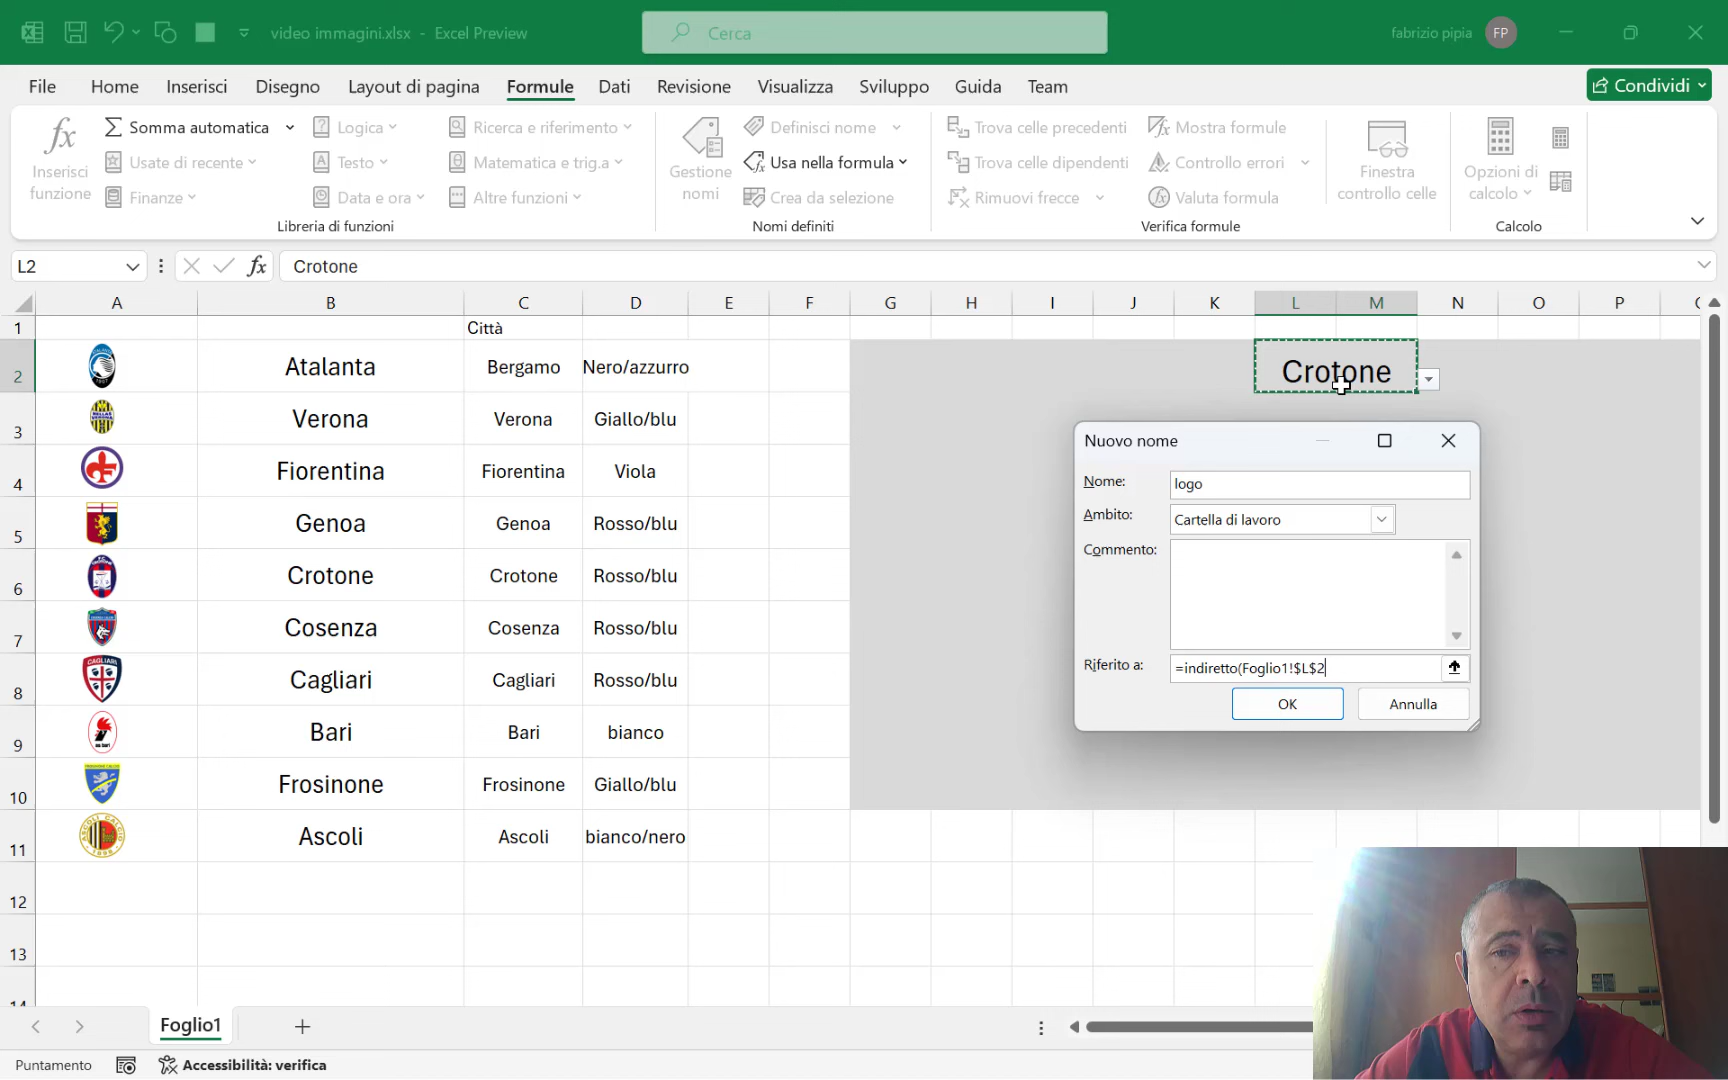 video immagini.xlsx - Excel Preview
Cerca
fabrizio pipia FP
File Home Inserisci Disegno Layout di pagina Formule Dati Revisione Visualizza Sviluppo Guida Team
Condividi
Inserisci funzione
Somma automatica
Usate di recente
Finanze
Logica
Testo
Data e ora
Ricerca e riferimento
Matematica e trig.a
Altre funzioni
Libreria di funzioni
Gestione nomi
Definisci nome
Usa nella formula
Crea da selezione
Nomi definiti
Trova celle precedenti
Trova celle dipendenti
Rimuovi frecce
Mostra formule
Controllo errori
Valuta formula
Verifica formule
Finestra controllo celle
Opzioni di calcolo
Calcolo
L2 fx Crotone
A B C D E F G H I J K L M N O P
1 Città
2 Atalanta Bergamo Nero/azzurro Crotone
3 Verona Verona Giallo/blu
4 Fiorentina Fiorentina Viola
5 Genoa Genoa Rosso/blu
6 Crotone Crotone Rosso/blu
7 Cosenza Cosenza Rosso/blu
8 Cagliari Cagliari Rosso/blu
9 Bari Bari bianco
10 Frosinone Frosinone Giallo/blu
11 Ascoli Ascoli bianco/nero
12
13
14
Nuovo nome
Nome: logo
Ambito: Cartella di lavoro
Commento:
Riferito a: =indiretto(Foglio1!$L$2
OK Annulla
Foglio1
Puntamento Accessibilità: verifica